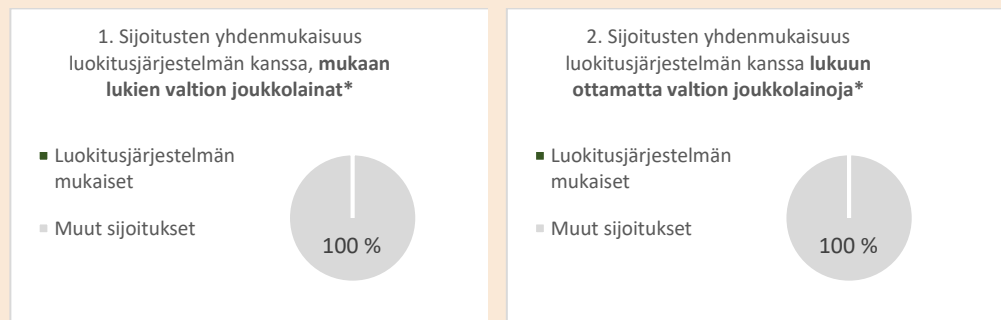 1. Sijoitusten yhdenmukaisuus
luokitusjärjestelmän kanssa, mukaan
lukien valtion joukkolainat*
Luokitusjärjestelmän
mukaiset
Muut sijoitukset
100 %
2. Sijoitusten yhdenmukaisuus
luokitusjärjestelmän kanssa lukuun
ottamatta valtion joukkolainoja*
Luokitusjärjestelmän
mukaiset
Muut sijoitukset
100 %